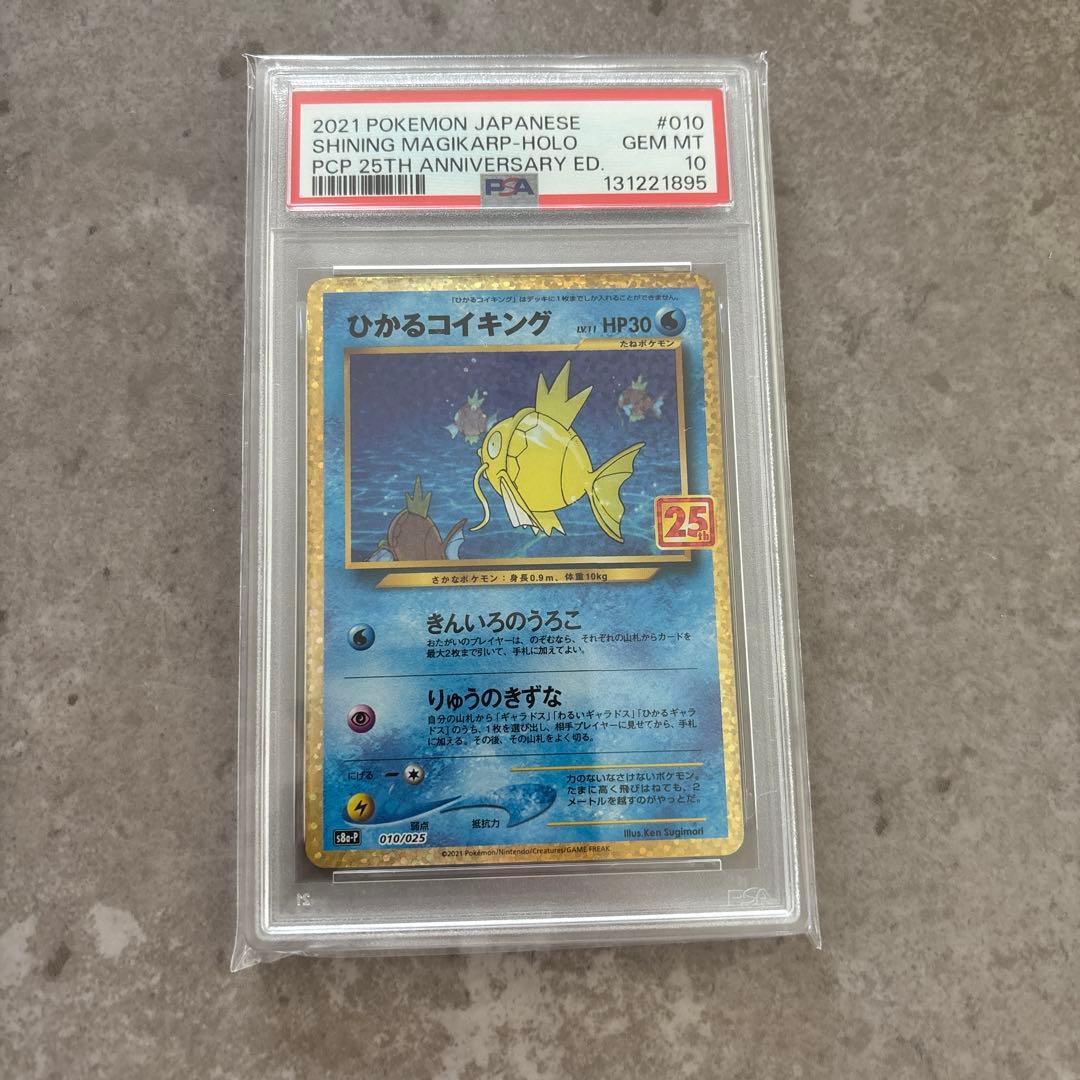 2021 POKEMON JAPANESE #010
SHINING MAGIKARP-HOLO GEM MT
PCP 25TH ANNIVERSARY ED. 10
PSA 131221895
「ひかるコイキング」はデッキに1枚までしか入れることができません。
ひかるコイキング LV.11 HP30
たねポケモン
25th
さかなポケモン：身長0.9m、体重10kg
きんいろのうろこ
おたがいのプレイヤーは、のぞむなら、それぞれの山札からカードを
最大2枚まで引いて、手札に加えてよい。
りゅうのきずな
自分の山札から「ギャラドス」「わるいギャラドス」「ひかるギャラ
ドス」のうち、1枚を選び出し、相手プレイヤーに見せてから、手札
に加える。その後、その山札をよく切る。
にげる
力のないなさけないポケモン。
たまに高く飛びはねても、2
メートルを越すのがやっとだ。
弱点 抵抗力
Illus.Ken Sugimori
s8a-P 010/025
©2021 Pokémon/Nintendo/Creatures/GAME FREAK
PSA